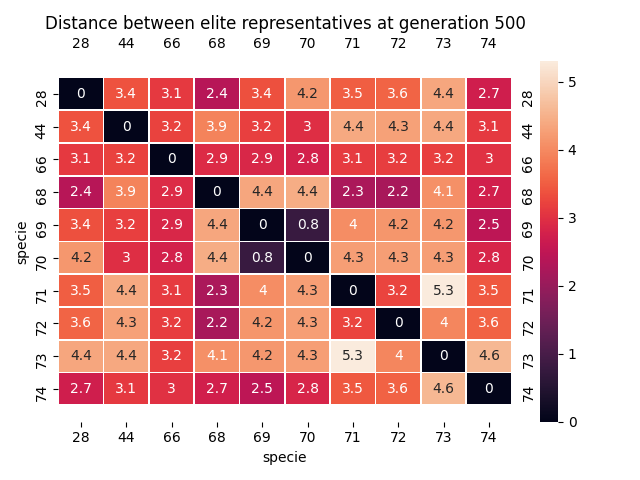 Distance between elite representatives at generation 500
28 44 66 68 69 70 71 72 73 74
28 0 3.4 3.1 2.4 3.4 4.2 3.5 3.6 4.4 2.7 28
44 3.4 0 3.2 3.9 3.2 3 4.4 4.3 4.4 3.1 44
66 3.1 3.2 0 2.9 2.9 2.8 3.1 3.2 3.2 3 66
68 2.4 3.9 2.9 0 4.4 4.4 2.3 2.2 4.1 2.7 68
69 3.4 3.2 2.9 4.4 0 0.8 4 4.2 4.2 2.5 69
70 4.2 3 2.8 4.4 0.8 0 4.3 4.3 4.3 2.8 70
71 3.5 4.4 3.1 2.3 4 4.3 0 3.2 5.3 3.5 71
72 3.6 4.3 3.2 2.2 4.2 4.3 3.2 0 4 3.6 72
73 4.4 4.4 3.2 4.1 4.2 4.3 5.3 4 0 4.6 73
74 2.7 3.1 3 2.7 2.5 2.8 3.5 3.6 4.6 0 74
28 44 66 68 69 70 71 72 73 74
specie
specie
5
4
3
2
1
0